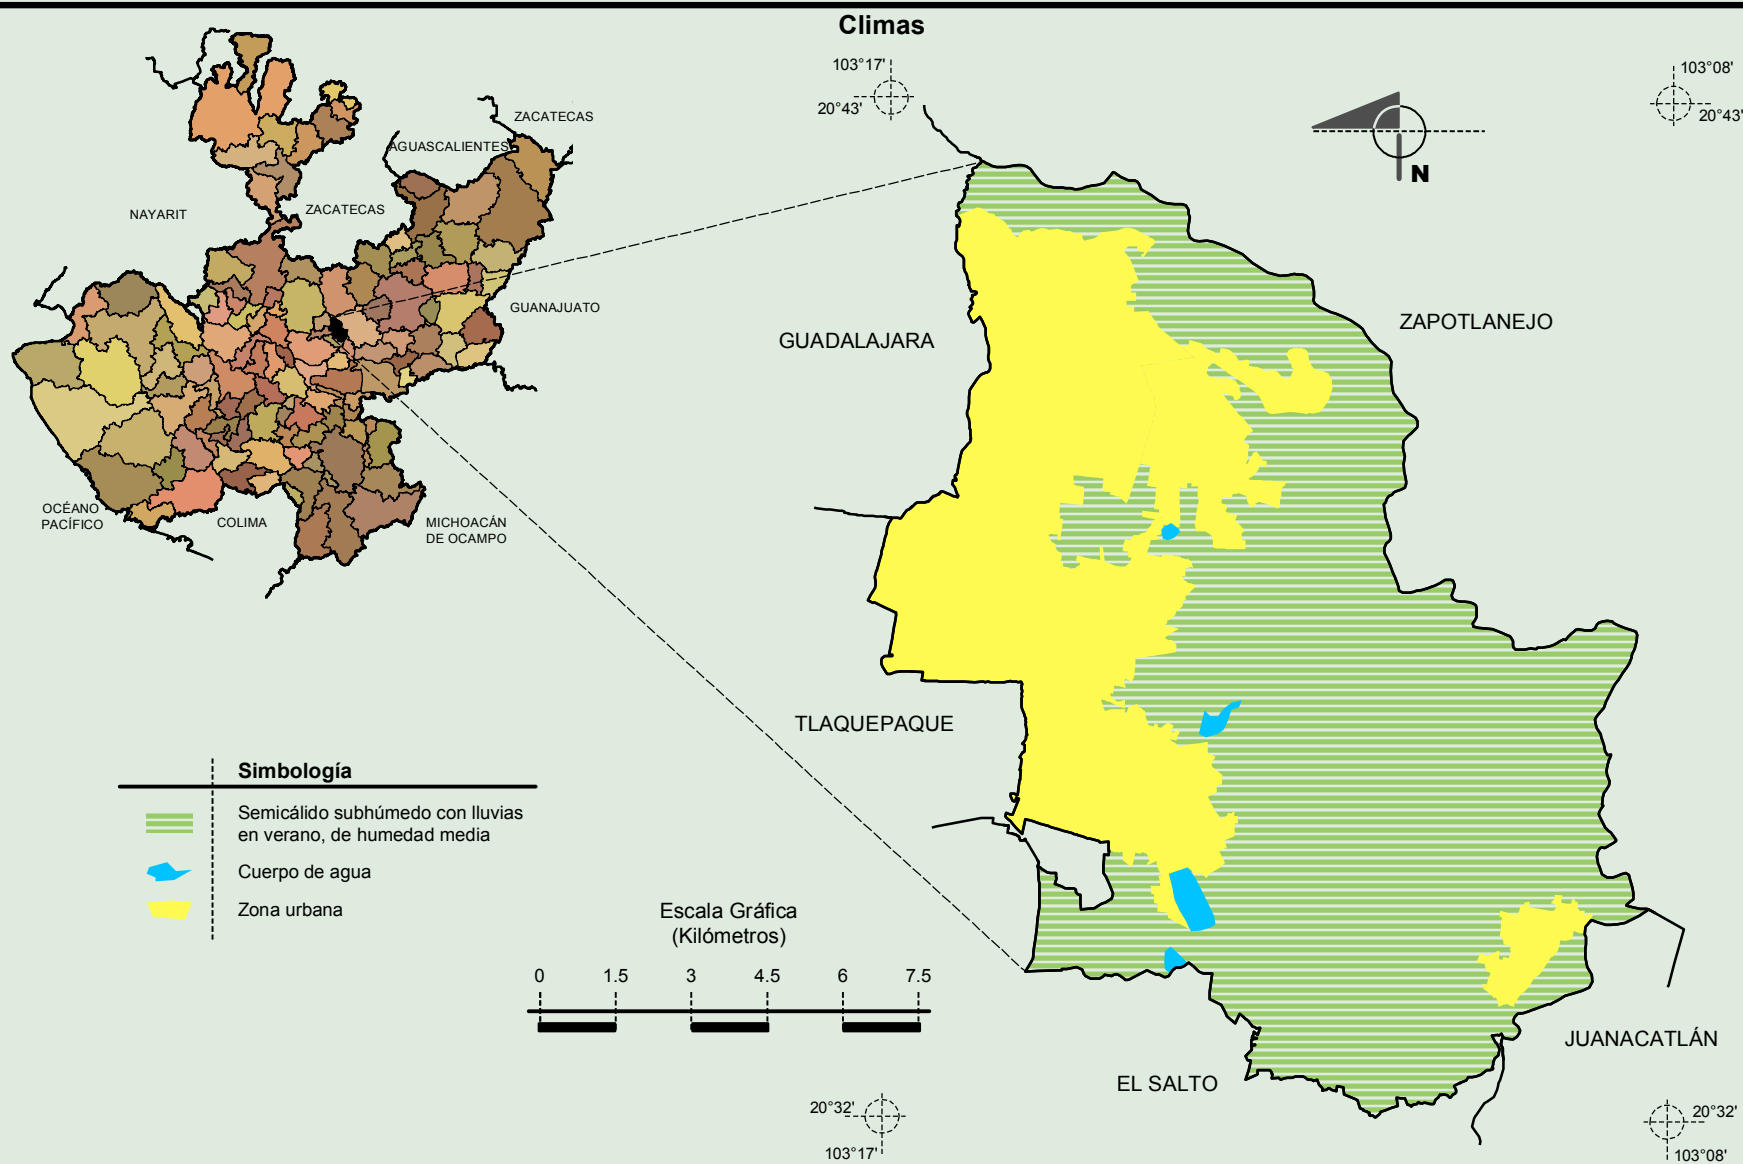 Climas
103°17'
20°43'
103°08'
20°43'
N
ZACATECAS
AGUASCALIENTES
NAYARIT
ZACATECAS
GUANAJUATO
OCÉANO
PACÍFICO
COLIMA
MICHOACÁN
DE OCAMPO
GUADALAJARA
ZAPOTLANEJO
TLAQUEPAQUE
Simbología
Semicálido subhúmedo con lluvias
en verano, de humedad media
Cuerpo de agua
Zona urbana
Escala Gráfica
(Kilómetros)
0 1.5 3 4.5 6 7.5
JUANACATLÁN
EL SALTO
20°32'
103°17'
20°32'
103°08'